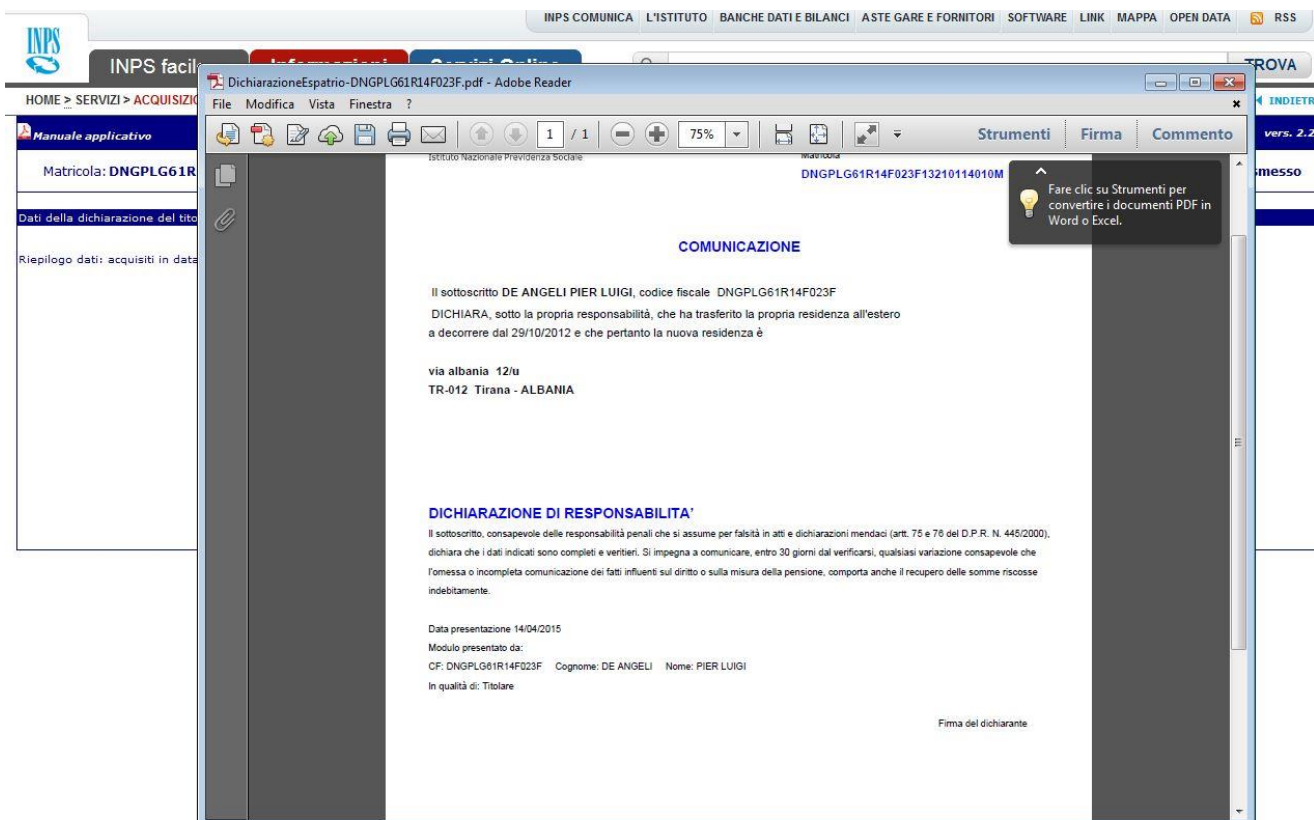 INPS COMUNICA L'ISTITUTO BANCHE DATI E BILANCI ASTE GARE E FORNITORI SOFTWARE LINK MAPPA OPEN DATA RSS
INPS
INPS facil
TROVA
HOME > SERVIZI > ACQUISIZIO
INDIETR
DichiarazioneEspatrio-DNGPLG61R14F023F.pdf - Adobe Reader
File Modifica Vista Finestra ?
Manuale applicativo
vers. 2.2
1 / 1 75% Strumenti Firma Commento
Matricola: DNGPLG61R
smesso
Istituto Nazionale Previdenza Sociale
Matricola
DNGPLG61R14F023F13210114010M
Fare clic su Strumenti per
convertire i documenti PDF in
Word o Excel.
Dati della dichiarazione del tito
Riepilogo dati: acquisiti in data
COMUNICAZIONE
Il sottoscritto DE ANGELI PIER LUIGI, codice fiscale DNGPLG61R14F023F
DICHIARA, sotto la propria responsabilità, che ha trasferito la propria residenza all'estero
a decorrere dal 29/10/2012 e che pertanto la nuova residenza è
via albania 12/u
TR-012 Tirana - ALBANIA
DICHIARAZIONE DI RESPONSABILITA'
Il sottoscritto, consapevole delle responsabilità penali che si assume per falsità in atti e dichiarazioni mendaci (artt. 75 e 76 del D.P.R. N. 445/2000),
dichiara che i dati indicati sono completi e veritieri. Si impegna a comunicare, entro 30 giorni dal verificarsi, qualsiasi variazione consapevole che
l'omessa o incompleta comunicazione dei fatti influenti sul diritto o sulla misura della pensione, comporta anche il recupero delle somme riscosse
indebitamente.
Data presentazione 14/04/2015
Modulo presentato da:
CF: DNGPLG61R14F023F Cognome: DE ANGELI Nome: PIER LUIGI
In qualità di: Titolare
Firma del dichiarante